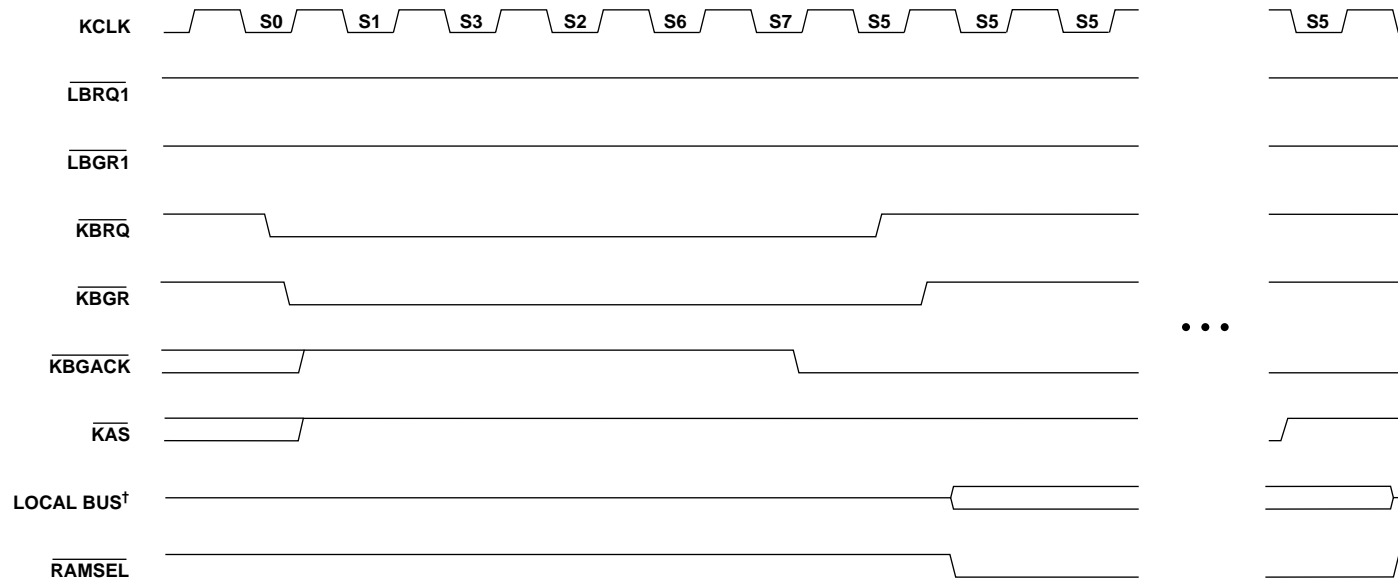 KCLK S0 S1 S3 S2 S6 S7 S5 S5 S5 S5
LBRQ1
LBGR1
KBRQ
KBGR
• • •
KBGACK
KAS
LOCAL BUS†
RAMSEL